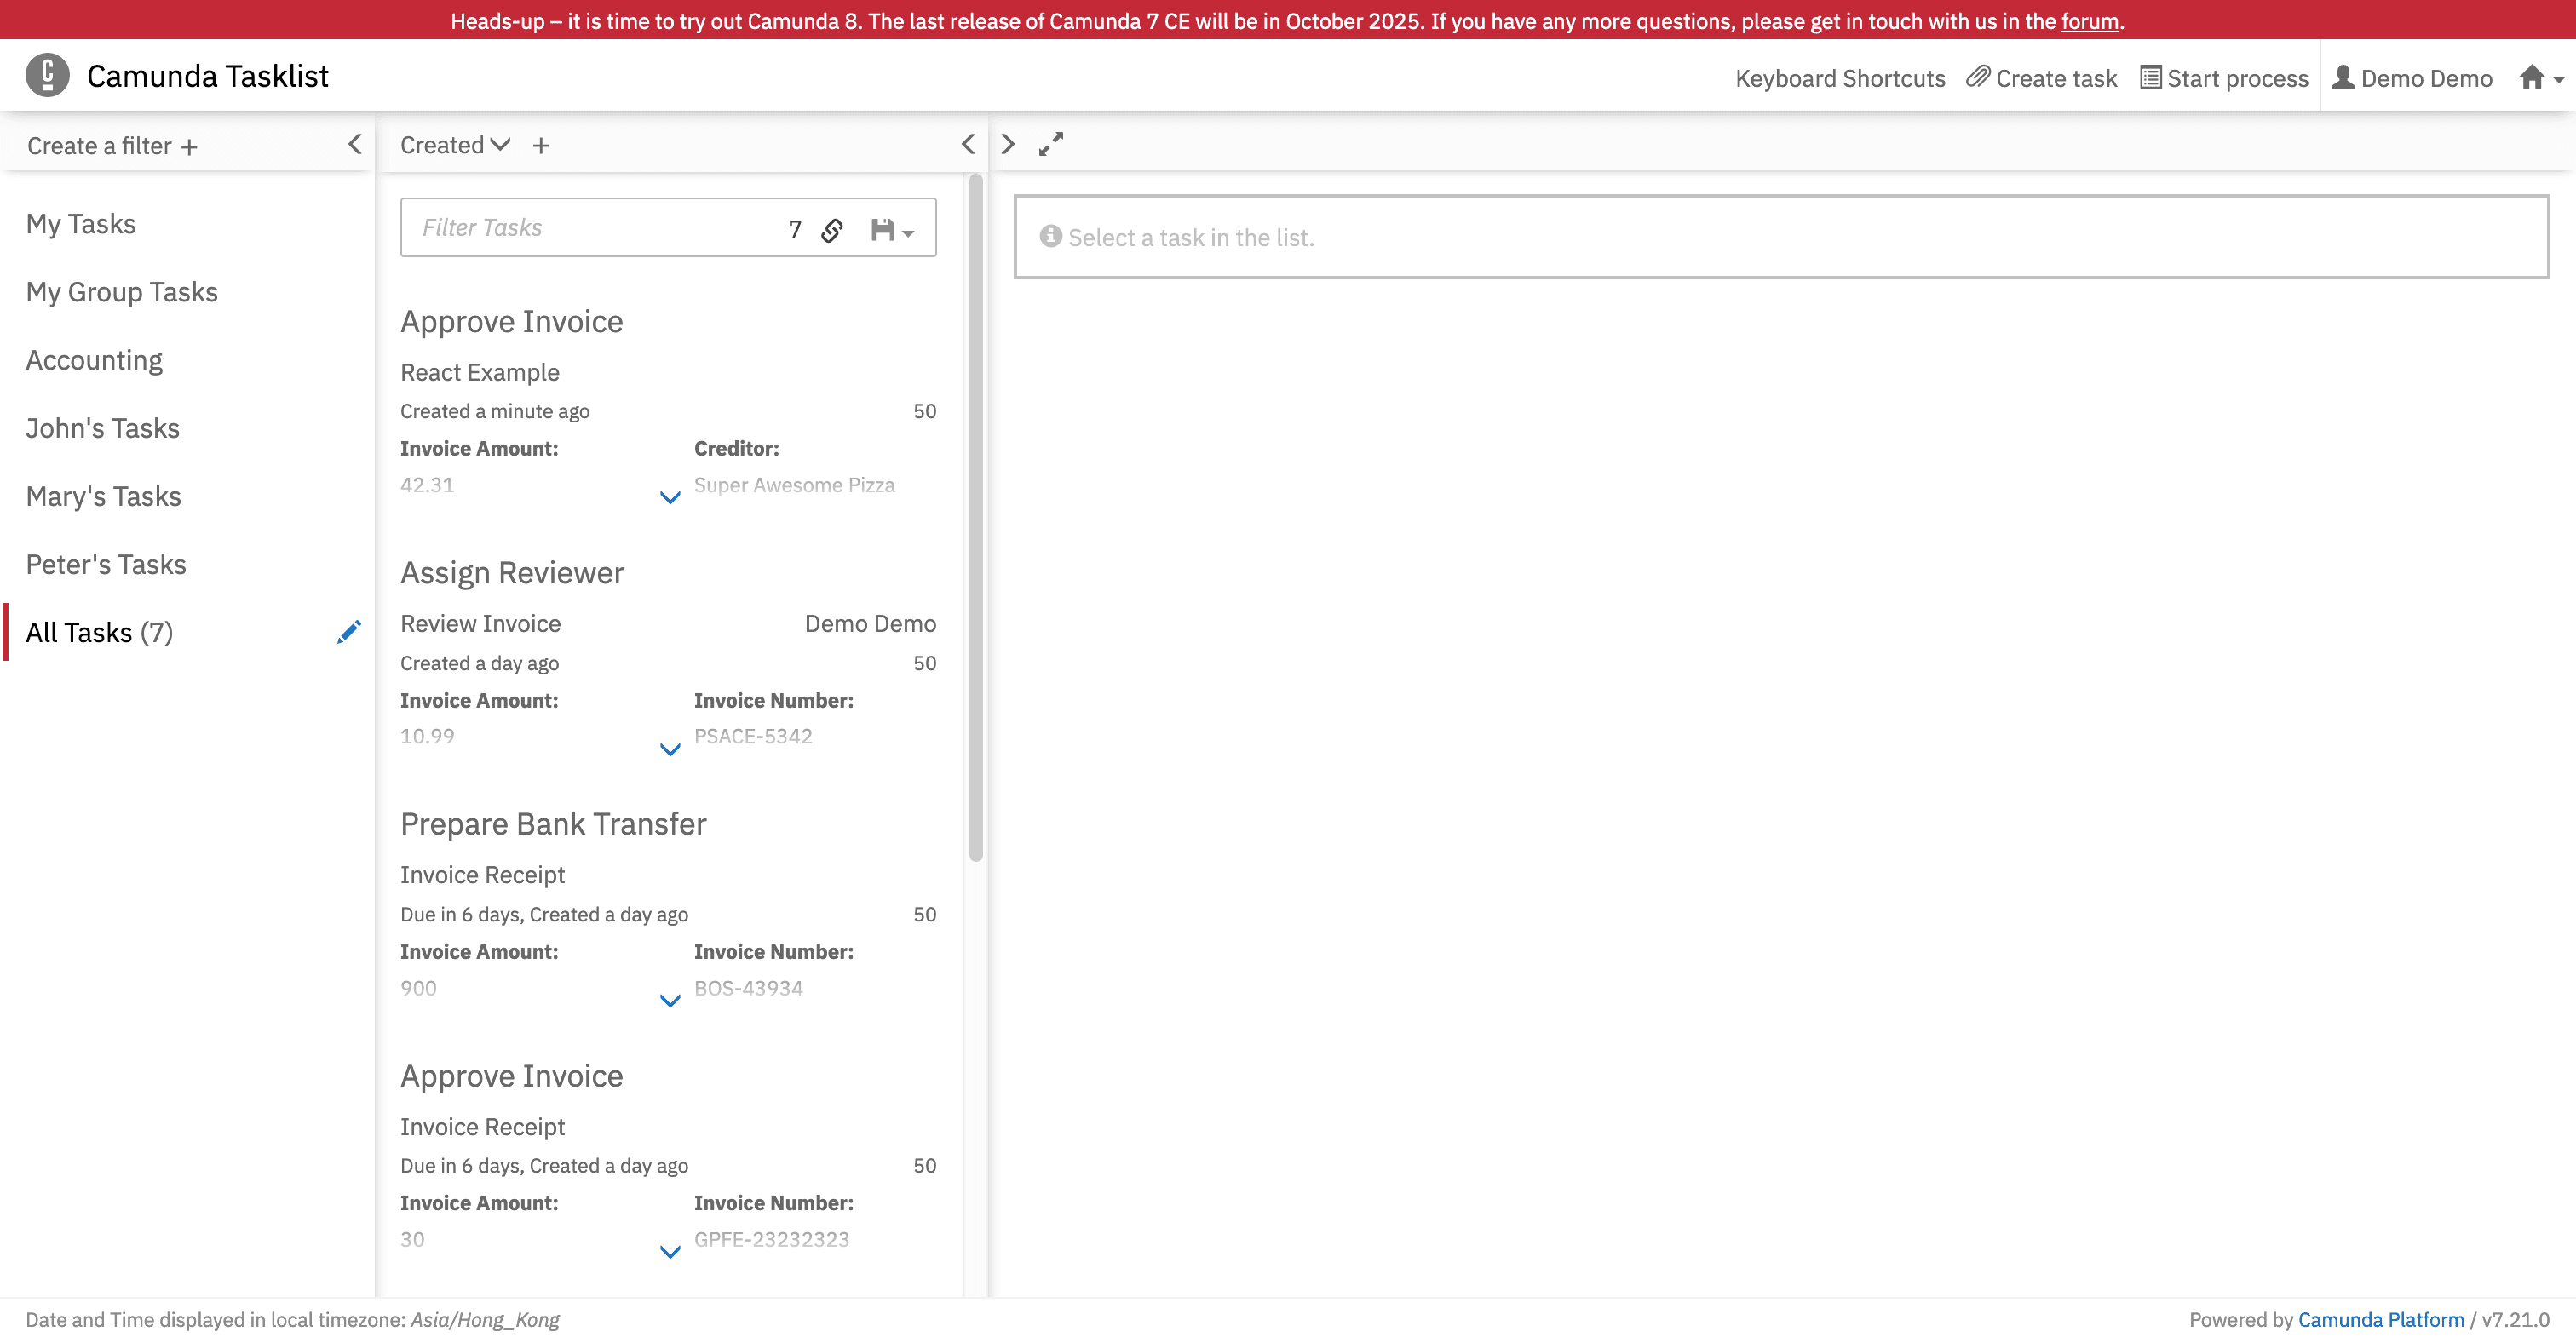 Heads-up – it is time to try out Camunda 8. The last release of Camunda 7 CE will be in October 2025. If you have any more questions, please get in touch with us in the forum.
Camunda Tasklist
Keyboard Shortcuts Create task Start process Demo Demo
Create a filter +
Created +
My Tasks
My Group Tasks
Accounting
John's Tasks
Mary's Tasks
Peter's Tasks
All Tasks (7)
Filter Tasks 7
Approve Invoice
React Example
Created a minute ago 50
Invoice Amount: Creditor:
42.31 Super Awesome Pizza
Assign Reviewer
Review Invoice Demo Demo
Created a day ago 50
Invoice Amount: Invoice Number:
10.99 PSACE-5342
Prepare Bank Transfer
Invoice Receipt
Due in 6 days, Created a day ago 50
Invoice Amount: Invoice Number:
900 BOS-43934
Approve Invoice
Invoice Receipt
Due in 6 days, Created a day ago 50
Invoice Amount: Invoice Number:
30 GPFE-23232323
Select a task in the list.
Date and Time displayed in local timezone: Asia/Hong_Kong
Powered by Camunda Platform / v7.21.0